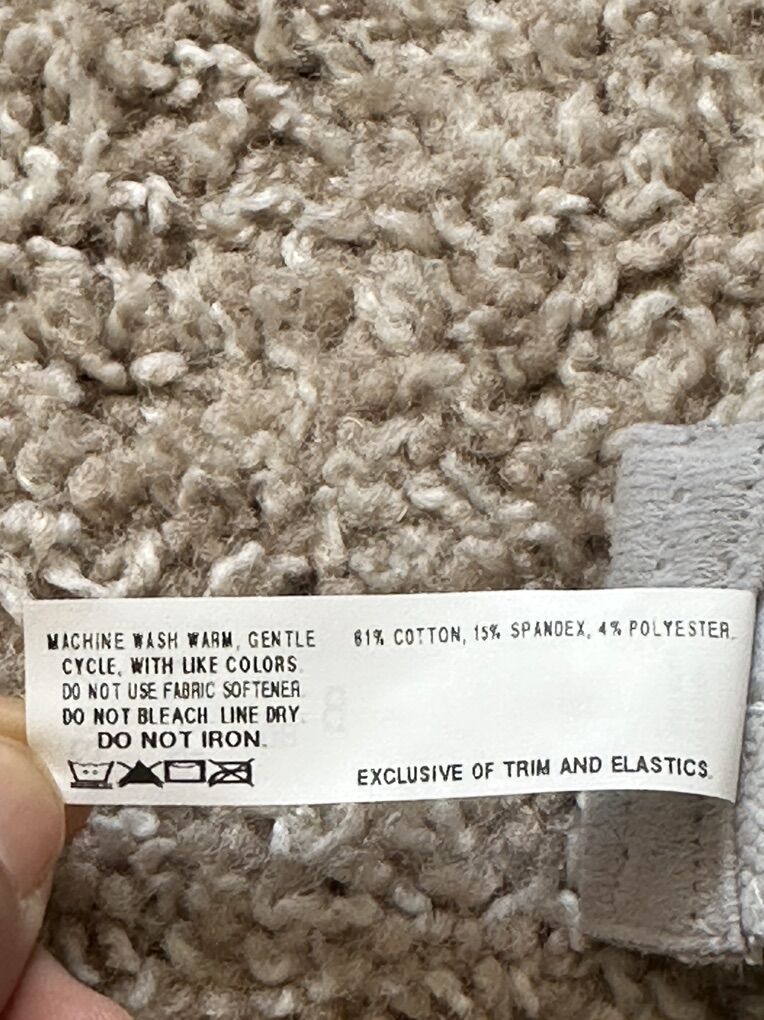 MACHINE WASH WARM, GENTLE
CYCLE, WITH LIKE COLORS.
DO NOT USE FABRIC SOFTENER.
DO NOT BLEACH. LINE DRY.
DO NOT IRON.
81% COTTON, 15% SPANDEX, 4% POLYESTER.
EXCLUSIVE OF TRIM AND ELASTICS.